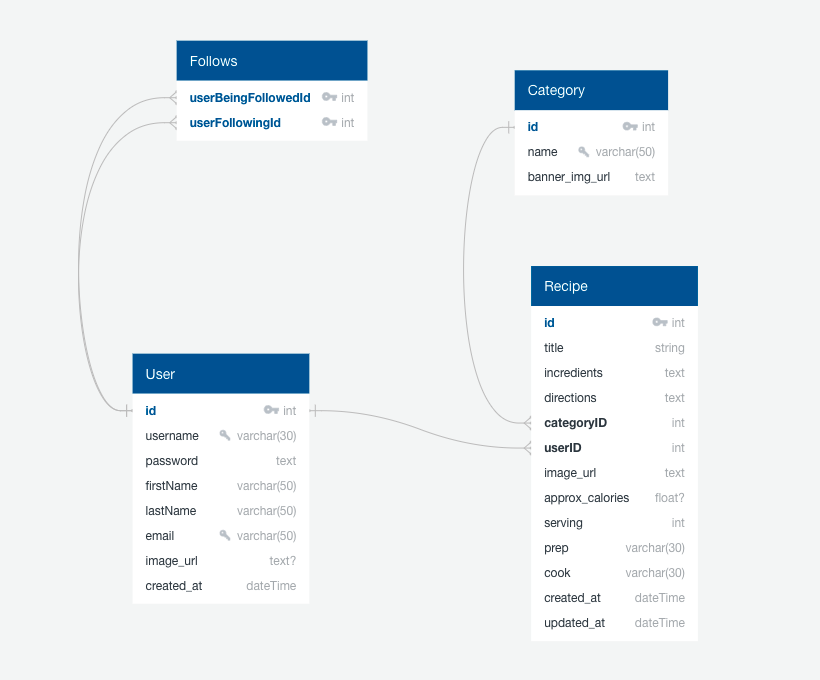 Follows
userBeingFollowedId int
userFollowingId int
Category
id int
name varchar(50)
banner_img_url text
Recipe
id int
title string
incredients text
directions text
categoryID int
userID int
image_url text
approx_calories float?
serving int
prep varchar(30)
cook varchar(30)
created_at dateTime
updated_at dateTime
User
id int
username varchar(30)
password text
firstName varchar(50)
lastName varchar(50)
email varchar(50)
image_url text?
created_at dateTime